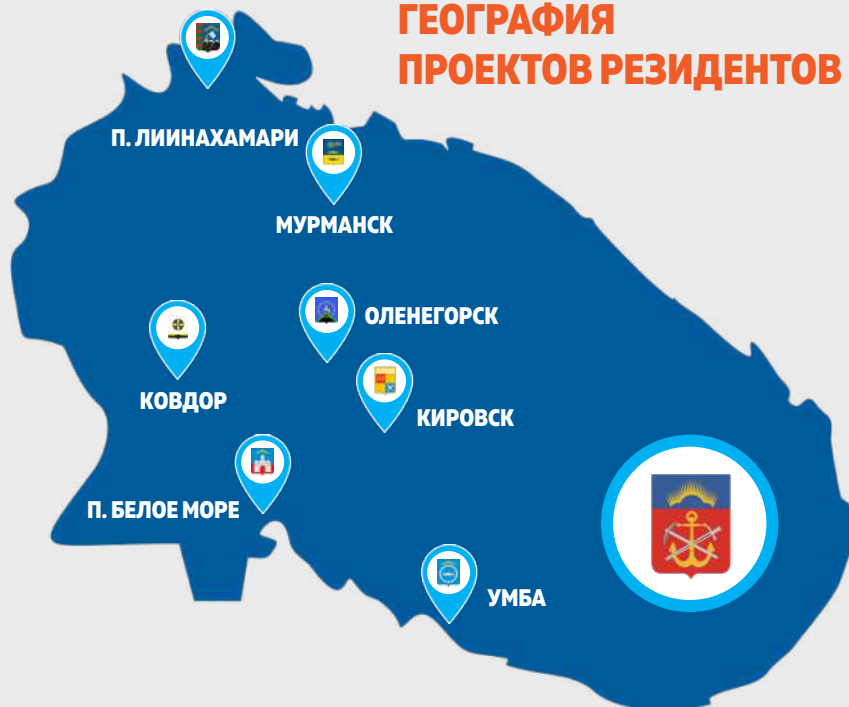 ГЕОГРАФИЯ
ПРОЕКТОВ РЕЗИДЕНТОВ
П. ЛИИНАХАМАРИ
МУРМАНСК
ОЛЕНЕГОРСК
КОВДОР
КИРОВСК
П. БЕЛОЕ МОРЕ
УМБА